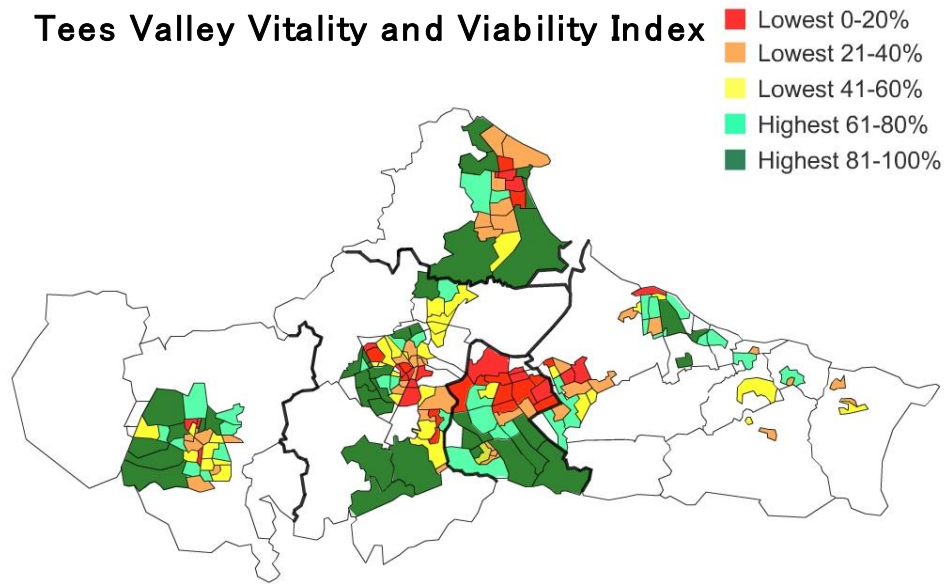 Tees Valley Vitality and Viability Index
Lowest 0-20%
Lowest 21-40%
Lowest 41-60%
Highest 61-80%
Highest 81-100%